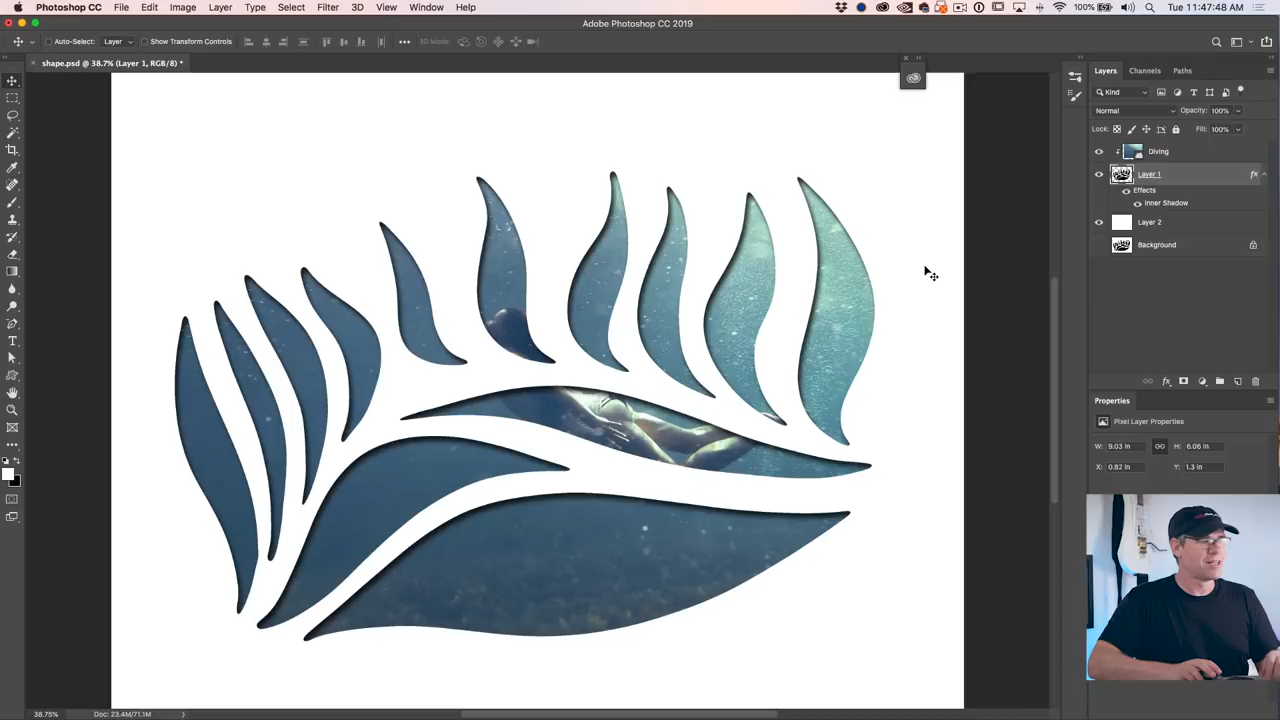 Photoshop CC File Edit Image Layer Type Select Filter 3D View Window Help
100% Tue 11:47:48 AM
Adobe Photoshop CC 2019
Auto-Select: Layer Show Transform Controls 3D Mode:
shape.psd @ 38.7% (Layer 1, RGB/8) *
Layers Channels Paths
Kind
Normal Opacity: 100%
Lock: Fill: 100%
Diving
Layer 1 fx
Effects
Inner Shadow
Layer 2
Background
fx
Properties
Pixel Layer Properties
W: 9.03 in H: 6.06 in
X: 0.82 in Y: 1.3 in
38.75% Doc: 23.4M/71.1M